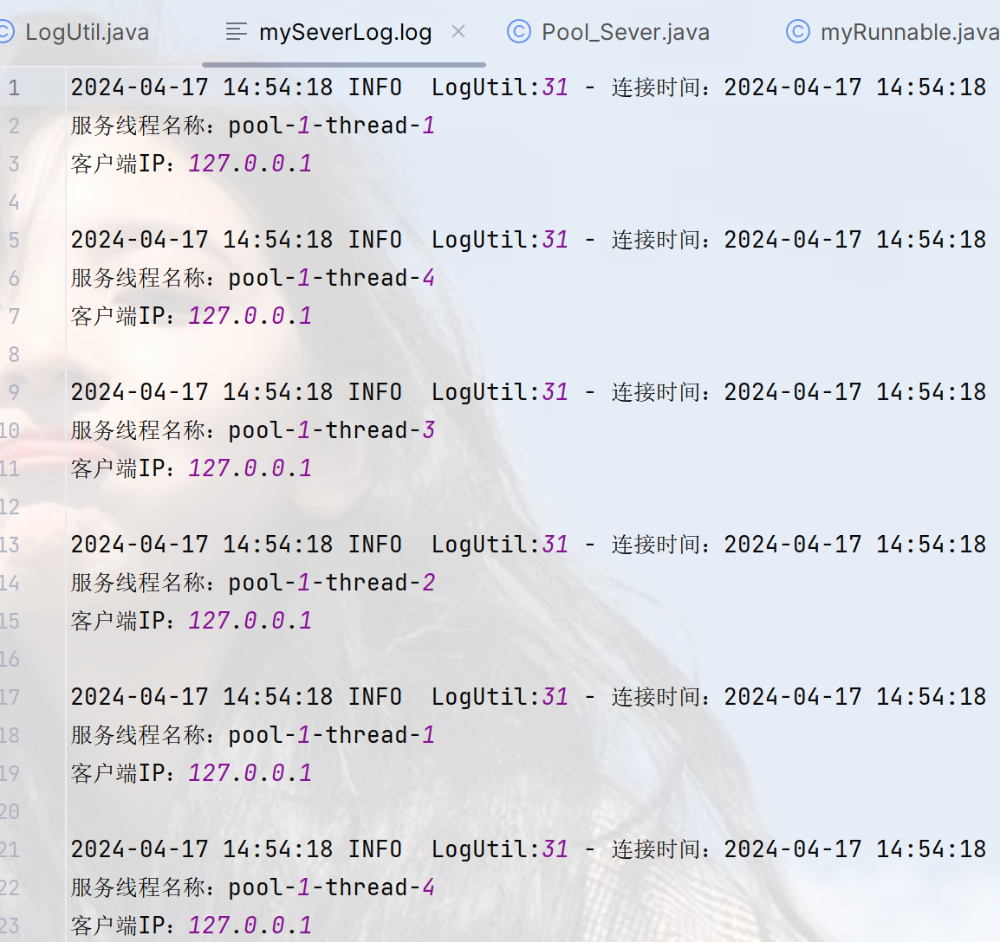 LogUtil.java mySeverLog.log Pool_Sever.java myRunnable.java
1 2024-04-17 14:54:18 INFO  LogUtil:31 - 连接时间：2024-04-17 14:54:18
2 服务线程名称：pool-1-thread-1
3 客户端IP：127.0.0.1
4
5 2024-04-17 14:54:18 INFO  LogUtil:31 - 连接时间：2024-04-17 14:54:18
6 服务线程名称：pool-1-thread-4
7 客户端IP：127.0.0.1
8
9 2024-04-17 14:54:18 INFO  LogUtil:31 - 连接时间：2024-04-17 14:54:18
10 服务线程名称：pool-1-thread-3
11 客户端IP：127.0.0.1
12
13 2024-04-17 14:54:18 INFO  LogUtil:31 - 连接时间：2024-04-17 14:54:18
14 服务线程名称：pool-1-thread-2
15 客户端IP：127.0.0.1
16
17 2024-04-17 14:54:18 INFO  LogUtil:31 - 连接时间：2024-04-17 14:54:18
18 服务线程名称：pool-1-thread-1
19 客户端IP：127.0.0.1
20
21 2024-04-17 14:54:18 INFO  LogUtil:31 - 连接时间：2024-04-17 14:54:18
22 服务线程名称：pool-1-thread-4
23 客户端IP：127.0.0.1